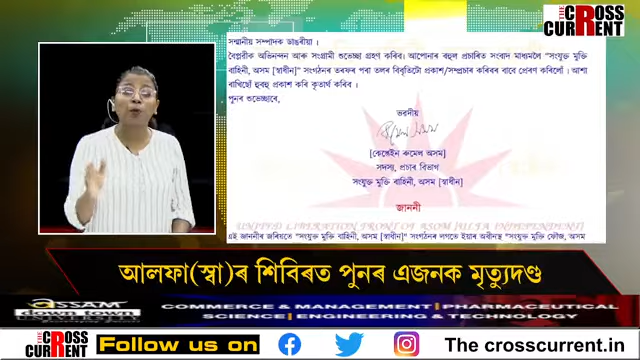 THE CROSS CURRENT
সন্মানীয় সম্পাদক ডাঙৰীয়া ।
বৈপ্লৱীক অভিনন্দন আৰু সংগ্ৰামী শুভেচ্ছা গ্ৰহণ কৰিব। আপোনাৰ বহুল প্ৰচাৰিত সংবাদ মাধ্যমলৈ "সংযুক্ত মুক্তি
বাহিনী, অসম [স্বাধীন]" সংগঠনৰ তৰফৰ পৰা তলৰ বিবৃতিটো প্ৰকাশ/সম্প্ৰচাৰ কৰিবৰ বাবে প্ৰেৰণ কৰিলোঁ। আশা
ৰাখিছোঁ হুবহু প্ৰকাশ কৰি কৃতাৰ্থ কৰিব ।
পুনৰ শুভেচ্ছাৰে,
ভৱদীয়
ৰুমেল অসম
[কেপ্তেইন ৰুমেল অসম]
সদস্য, প্ৰচাৰ বিভাগ
সংযুক্ত মুক্তি বাহিনী, অসম [স্বাধীন]
জাননী
UNITED LIBERATION FRONT OF ASOM [ULFA INDEPENDENT]
এই জাননীৰ জৰিয়তে "সংযুক্ত মুক্তি বাহিনী, অসম [স্বাধীন]" সংগঠনৰ লগতে ইয়াৰ অধীনস্থ "সংযুক্ত মুক্তি ফৌজ, অসম
আলফা(স্বা)ৰ শিবিৰত পুনৰ এজনক মৃত্যুদণ্ড
ASSAM down town UNIVERSITY
COMMERCE & MANAGEMENT | PHARMACEUTICAL
SCIENCE | ENGINEERING & TECHNOLOGY
THE CROSS CURRENT
Follow us on
The crosscurrent.in